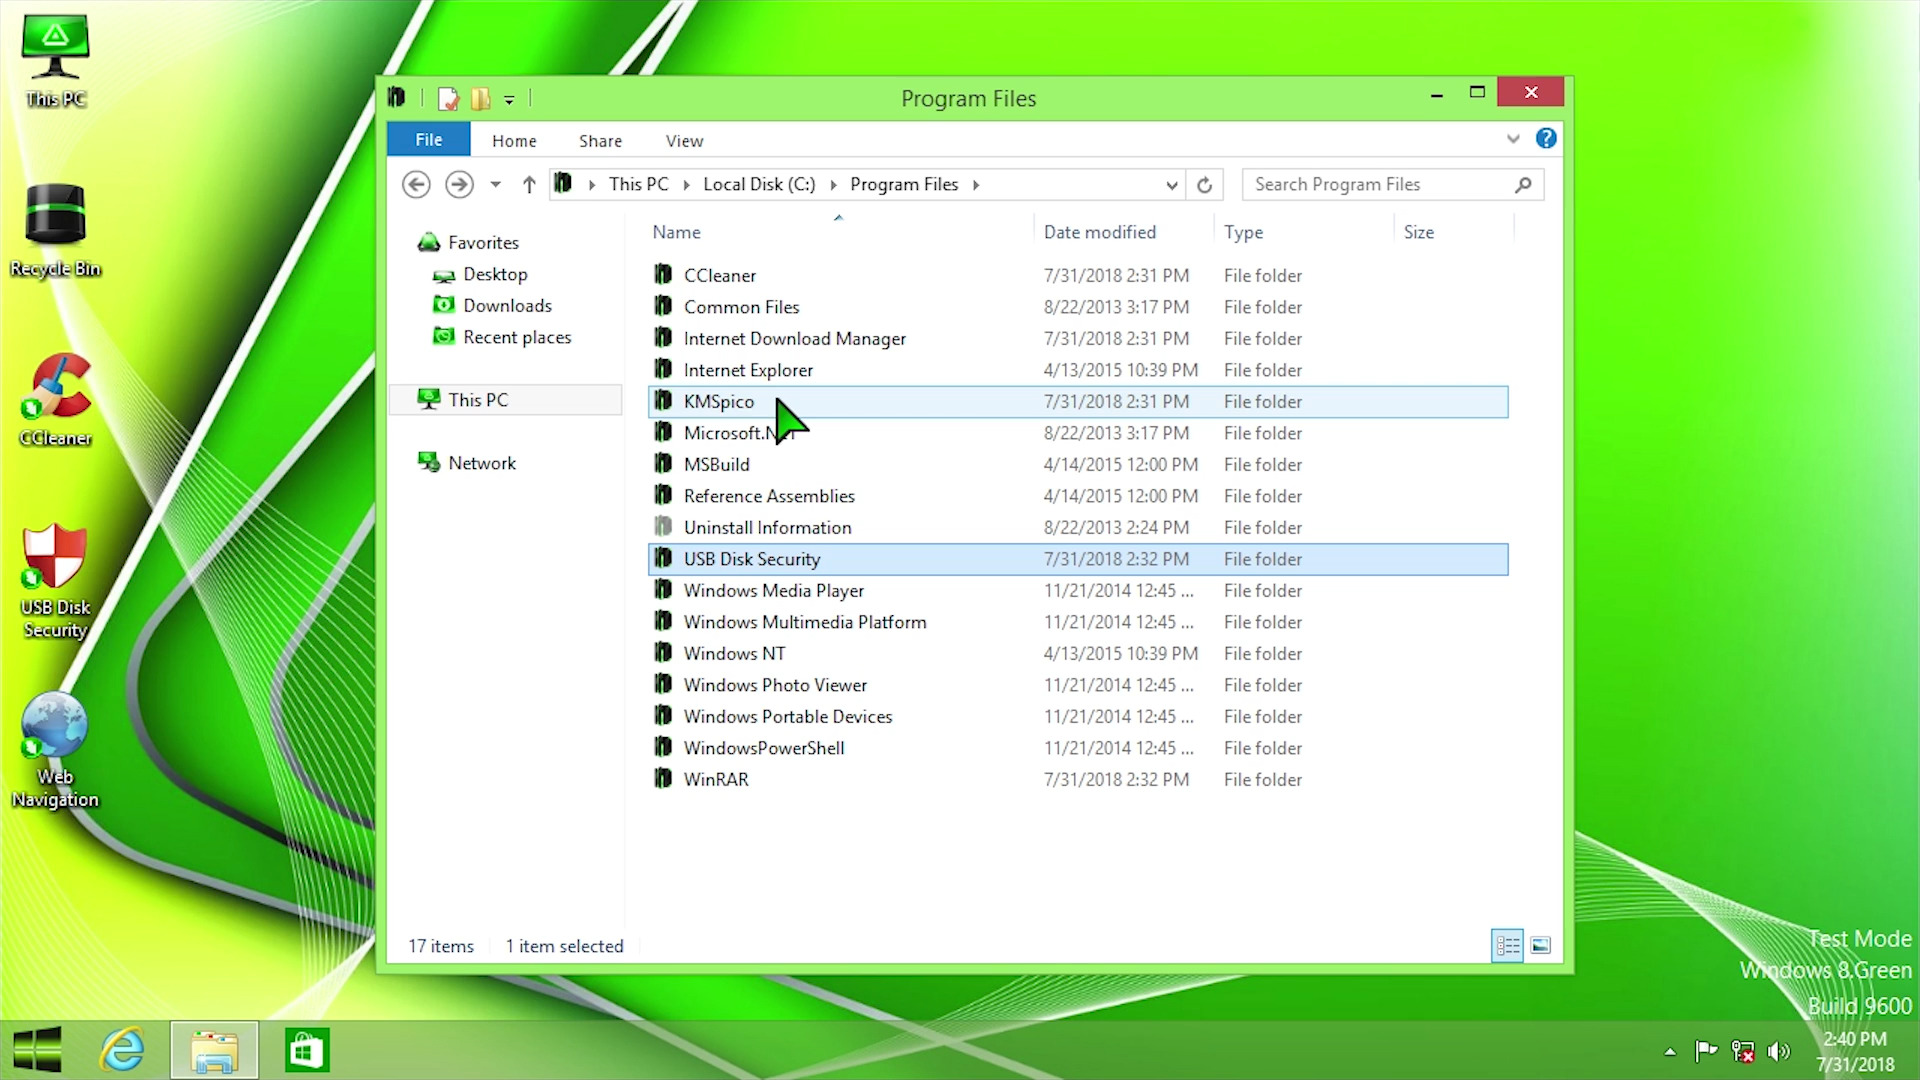 This PC
Recycle Bin
CCleaner
USB Disk
Security
Web
Navigation
Program Files
File Home Share View
This PC Local Disk (C:) Program Files
Search Program Files
Favorites
Desktop
Downloads
Recent places
This PC
Network
Name Date modified Type Size
CCleaner 7/31/2018 2:31 PM File folder
Common Files 8/22/2013 3:17 PM File folder
Internet Download Manager 7/31/2018 2:31 PM File folder
Internet Explorer 4/13/2015 10:39 PM File folder
KMSpico 7/31/2018 2:31 PM File folder
Microsoft.NET 8/22/2013 3:17 PM File folder
MSBuild 4/14/2015 12:00 PM File folder
Reference Assemblies 4/14/2015 12:00 PM File folder
Uninstall Information 8/22/2013 2:24 PM File folder
USB Disk Security 7/31/2018 2:32 PM File folder
Windows Media Player 11/21/2014 12:45 ... File folder
Windows Multimedia Platform 11/21/2014 12:45 ... File folder
Windows NT 4/13/2015 10:39 PM File folder
Windows Photo Viewer 11/21/2014 12:45 ... File folder
Windows Portable Devices 11/21/2014 12:45 ... File folder
WindowsPowerShell 11/21/2014 12:45 ... File folder
WinRAR 7/31/2018 2:32 PM File folder
17 items 1 item selected
Test Mode
Windows 8.Green
Build 9600
2:40 PM
7/31/2018